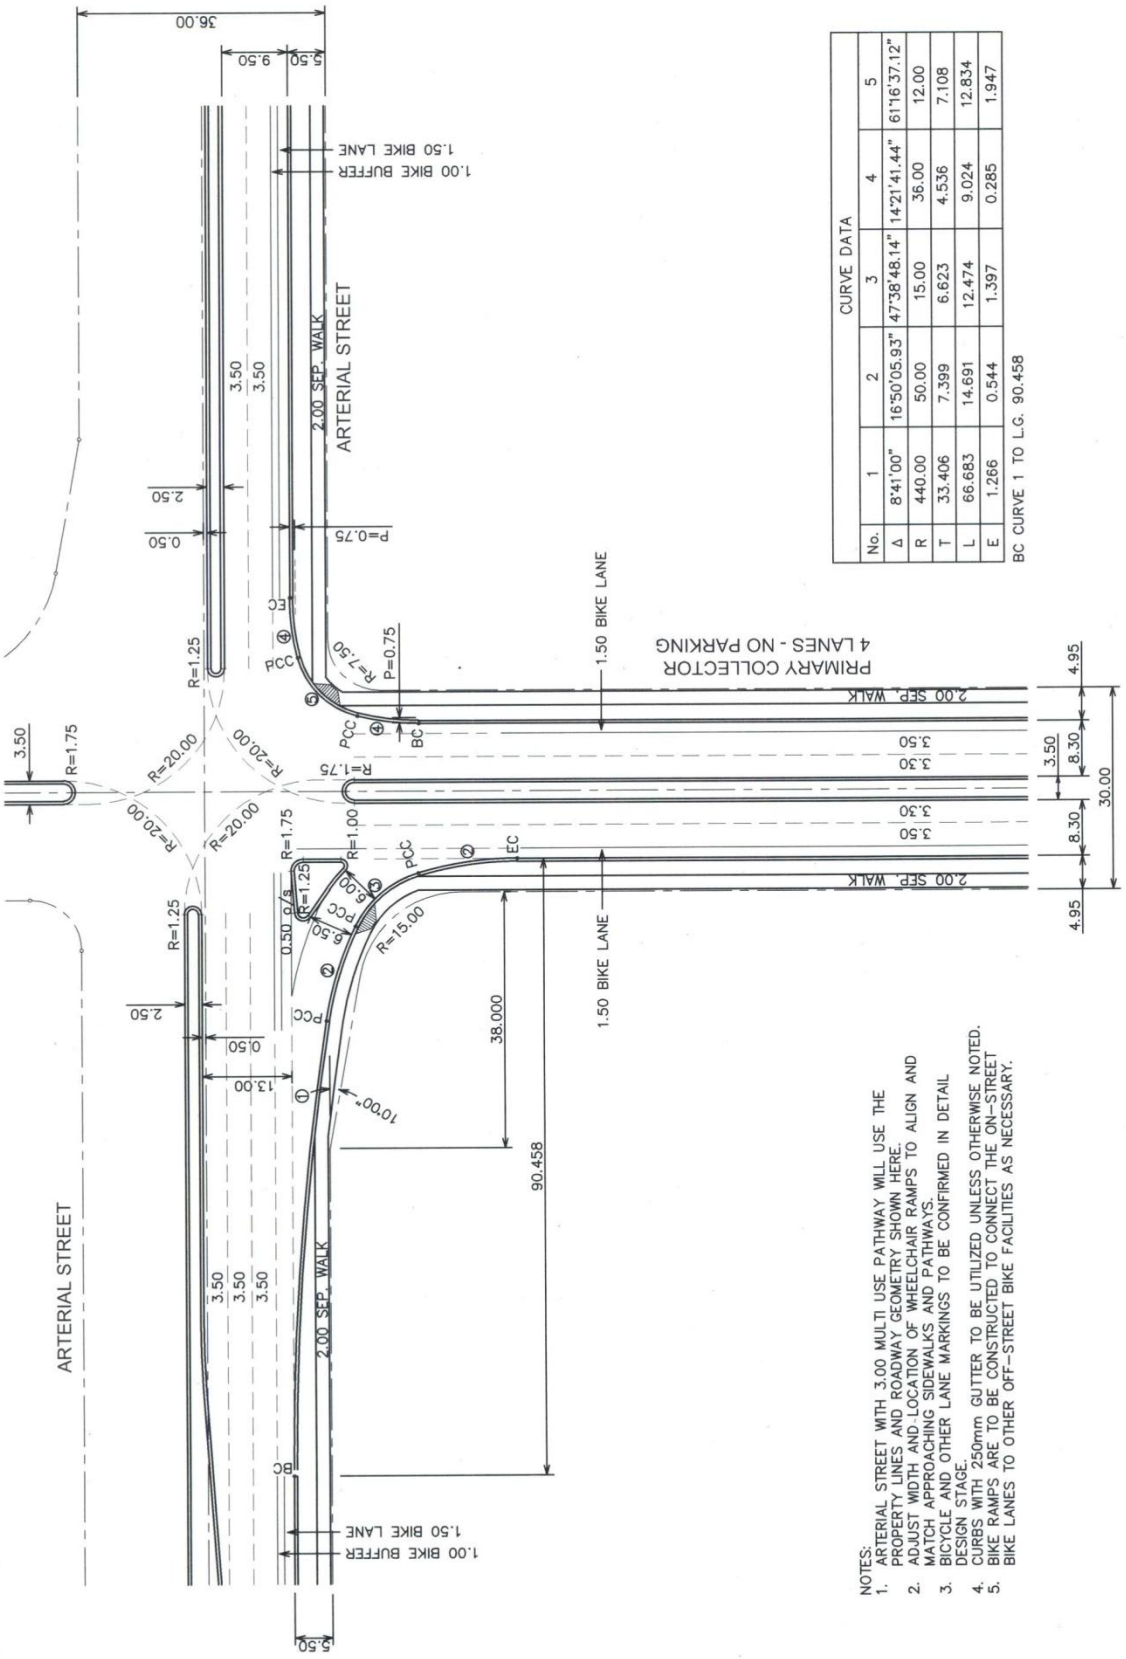 ARTERIAL STREET
36.00
9.50
5.50
1.50 BIKE LANE
1.00 BIKE BUFFER
3.50
3.50
2.00 SEP. WALK
ARTERIAL STREET
2.50
0.50
P=0.75
EC
4
PCC
R=1.25
R=7.50
5
P=0.75
PCC
4
BC
3.50
R=1.75
R=20.00
R=20.00
R=20.00
R=20.00
R=1.75
R=1.75
R=1.00
R=1.25
0.50 o/s
6.00
6.50
PCC
3
PCC
2
EC
R=15.00
R=1.25
2.50
0.50
13.00
2
PCC
1
10'00"
38.000
90.458
3.50
3.50
3.50
2.00 SEP. WALK
BC
1.50 BIKE LANE
1.00 BIKE BUFFER
5.50
1.50 BIKE LANE
1.50 BIKE LANE
PRIMARY COLLECTOR
4 LANES - NO PARKING
2.00 SEP. WALK
3.50
3.30
3.30
3.50
2.00 SEP. WALK
4.95
8.30
3.50
8.30
4.95
30.00
CURVE DATA
No. 1 2 3 4 5
Δ 8°41'00" 16°50'05.93" 47°38'48.14" 14°21'41.44" 61°16'37.12"
R 440.00 50.00 15.00 36.00 12.00
T 33.406 7.399 6.623 4.536 7.108
L 66.683 14.691 12.474 9.024 12.834
E 1.266 0.544 1.397 0.285 1.947
BC CURVE 1 TO L.G. 90.458
NOTES:
1. ARTERIAL STREET WITH 3.00 MULTI USE PATHWAY WILL USE THE
PROPERTY LINES AND ROADWAY GEOMETRY SHOWN HERE.
2. ADJUST WIDTH AND LOCATION OF WHEELCHAIR RAMPS TO ALIGN AND
MATCH APPROACHING SIDEWALKS AND PATHWAYS.
3. BICYCLE AND OTHER LANE MARKINGS TO BE CONFIRMED IN DETAIL
DESIGN STAGE.
4. CURBS WITH 250mm GUTTER TO BE UTILIZED UNLESS OTHERWISE NOTED.
5. BIKE RAMPS ARE TO BE CONSTRUCTED TO CONNECT THE ON-STREET
BIKE LANES TO OTHER OFF-STREET BIKE FACILITIES AS NECESSARY.